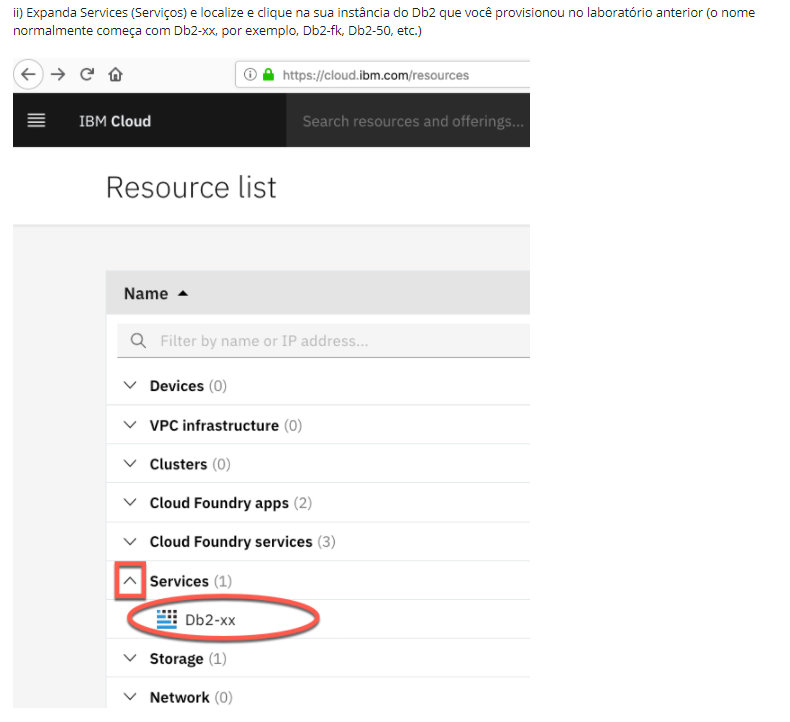 ii) Expanda Services (Serviços) e localize e clique na sua instância do Db2 que você provisionou no laboratório anterior (o nome
normalmente começa com Db2-xx, por exemplo, Db2-fk, Db2-50, etc.)
https://cloud.ibm.com/resources
IBM Cloud
Search resources and offerings...
Resource list
Name
Filter by name or IP address...
Devices (0)
VPC infrastructure (0)
Clusters (0)
Cloud Foundry apps (2)
Cloud Foundry services (3)
Services (1)
Db2-xx
Storage (1)
Network (0)